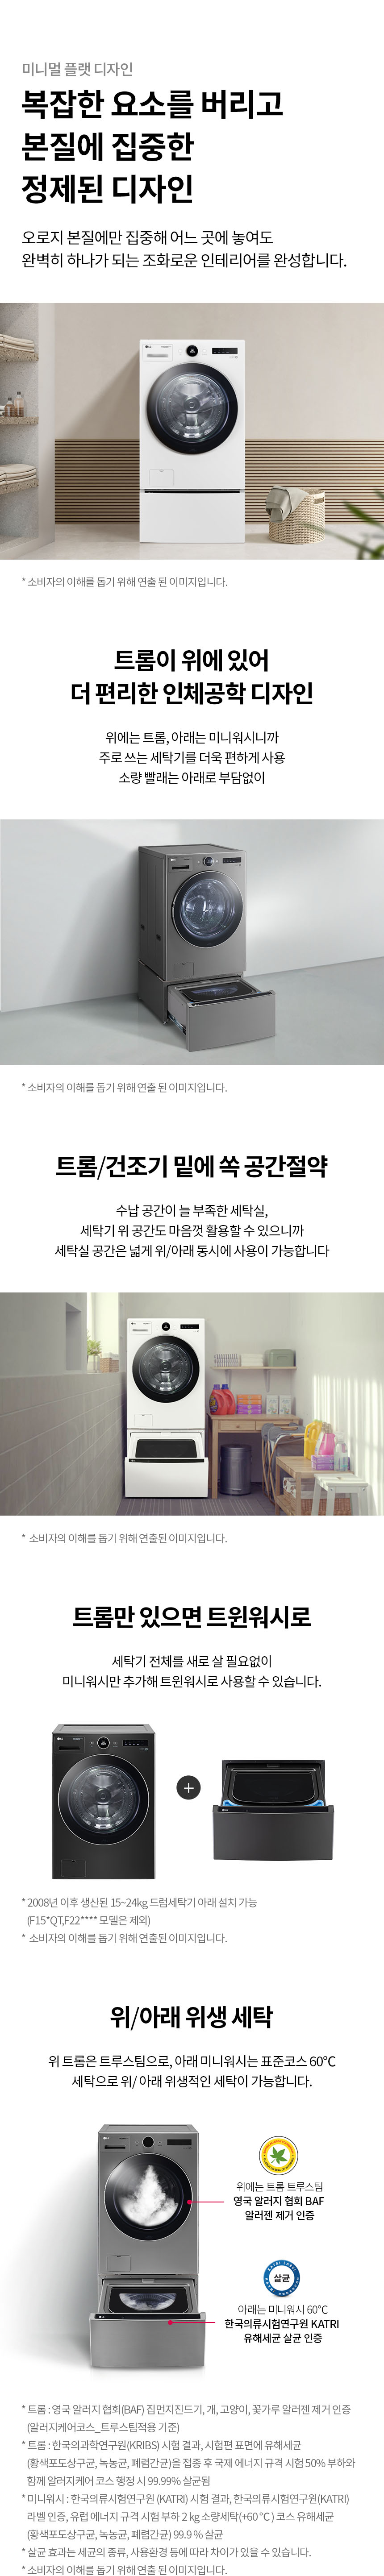 미니멀 플랫 디자인
복잡한 요소를 버리고
본질에 집중한
정제된 디자인
오로지 본질에만 집중해 어느 곳에 놓여도
완벽히 하나가 되는 조화로운 인테리어를 완성합니다.
* 소비자의 이해를 돕기 위해 연출 된 이미지입니다.
트롬이 위에 있어
더 편리한 인체공학 디자인
위에는 트롬, 아래는 미니워시니까
주로 쓰는 세탁기를 더욱 편하게 사용
소량 빨래는 아래로 부담없이
* 소비자의 이해를 돕기 위해 연출 된 이미지입니다.
트롬/건조기 밑에 쏙 공간절약
수납 공간이 늘 부족한 세탁실,
세탁기 위 공간도 마음껏 활용할 수 있으니까
세탁실 공간은 넓게 위/아래 동시에 사용이 가능합니다
* 소비자의 이해를 돕기 위해 연출된 이미지입니다.
트롬만 있으면 트윈워시로
세탁기 전체를 새로 살 필요없이
미니워시만 추가해 트윈워시로 사용할 수 있습니다.
* 2008년 이후 생산된 15~24kg 드럼세탁기 아래 설치 가능
(F15*QT,F22**** 모델은 제외)
* 소비자의 이해를 돕기 위해 연출된 이미지입니다.
위/아래 위생 세탁
위 트롬은 트루스팀으로, 아래 미니워시는 표준코스 60℃
세탁으로 위/ 아래 위생적인 세탁이 가능합니다.
위에는 트롬 트루스팀
영국 알러지 협회 BAF
알러젠 제거 인증
살균
아래는 미니워시 60℃
한국의류시험연구원 KATRI
유해세균 살균 인증
* 트롬 : 영국 알러지 협회(BAF) 집먼지진드기, 개, 고양이, 꽃가루 알러젠 제거 인증
(알러지케어코스_트루스팀적용 기준)
* 트롬 : 한국의과학연구원(KRIBS) 시험 결과, 시험편 표면에 유해세균
(황색포도상구균, 녹농균, 폐렴간균)을 접종 후 국제 에너지 규격 시험 50% 부하와
함께 알러지케어 코스 행정 시 99.99% 살균됨
* 미니워시 : 한국의류시험연구원 (KATRI) 시험 결과, 한국의류시험연구원(KATRI)
라벨 인증, 유럽 에너지 규격 시험 부하 2 kg 소량세탁(+60℃) 코스 유해세균
(황색포도상구균, 녹농균, 폐렴간균) 99.9 % 살균
* 살균 효과는 세균의 종류, 사용환경 등에 따라 차이가 있을 수 있습니다.
* 소비자의 이해를 돕기 위해 연출 된 이미지입니다.